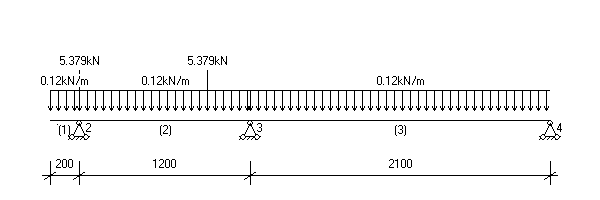 5.379kN 5.379kN
0.12kN/m 0.12kN/m 0.12kN/m
(1) 2 (2) 3 (3) 4
200 1200 2100